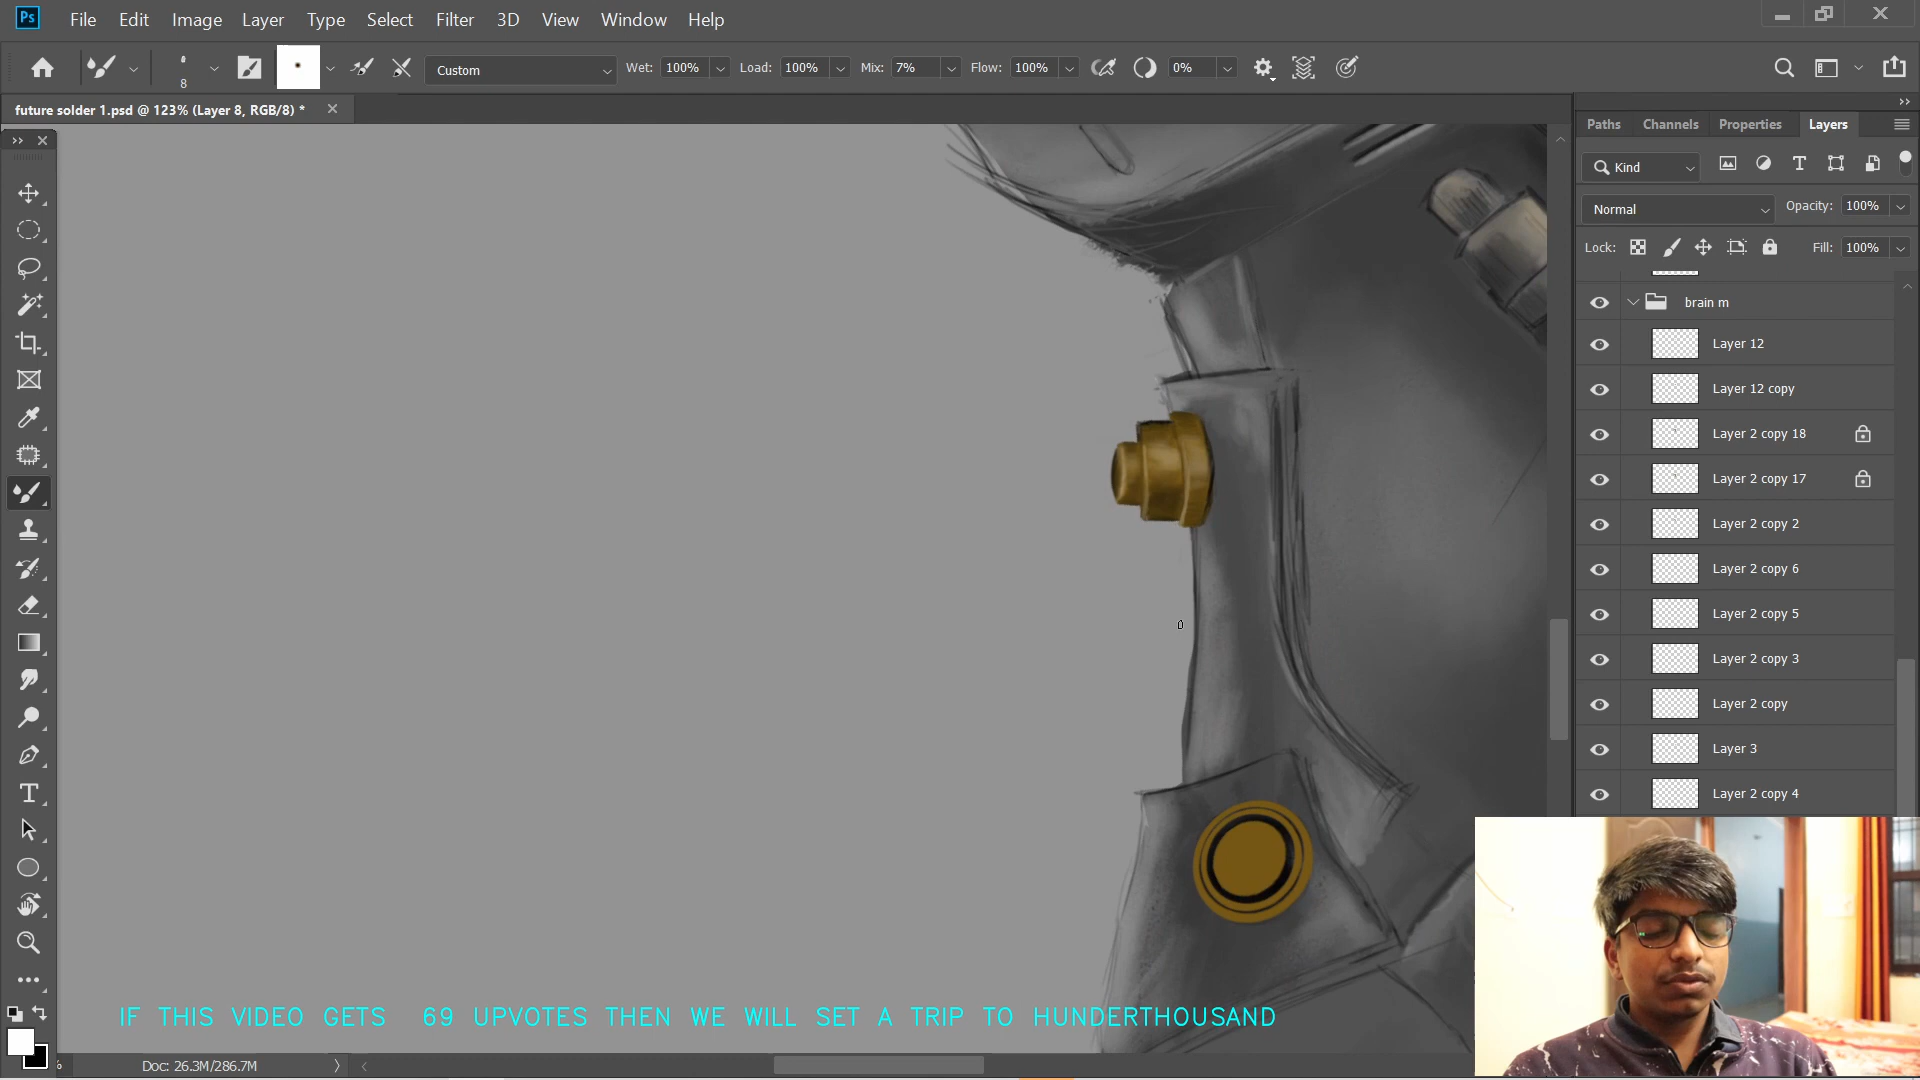 Ps File Edit Image Layer Type Select Filter 3D View Window Help
8 Custom Wet: 100% Load: 100% Mix: 7% Flow: 100% 0%
future solder 1.psd @ 123% (Layer 8, RGB/8) *
Paths Channels Properties Layers
Kind
Normal Opacity: 100%
Lock: Fill: 100%
brain m
Layer 12
Layer 12 copy
Layer 2 copy 18
Layer 2 copy 17
Layer 2 copy 2
Layer 2 copy 6
Layer 2 copy 5
Layer 2 copy 3
Layer 2 copy
Layer 3
Layer 2 copy 4
IF THIS VIDEO GETS 69 UPVOTES THEN WE WILL SET A TRIP TO HUNDERTHOUSAND
% Doc: 26.3M/286.7M